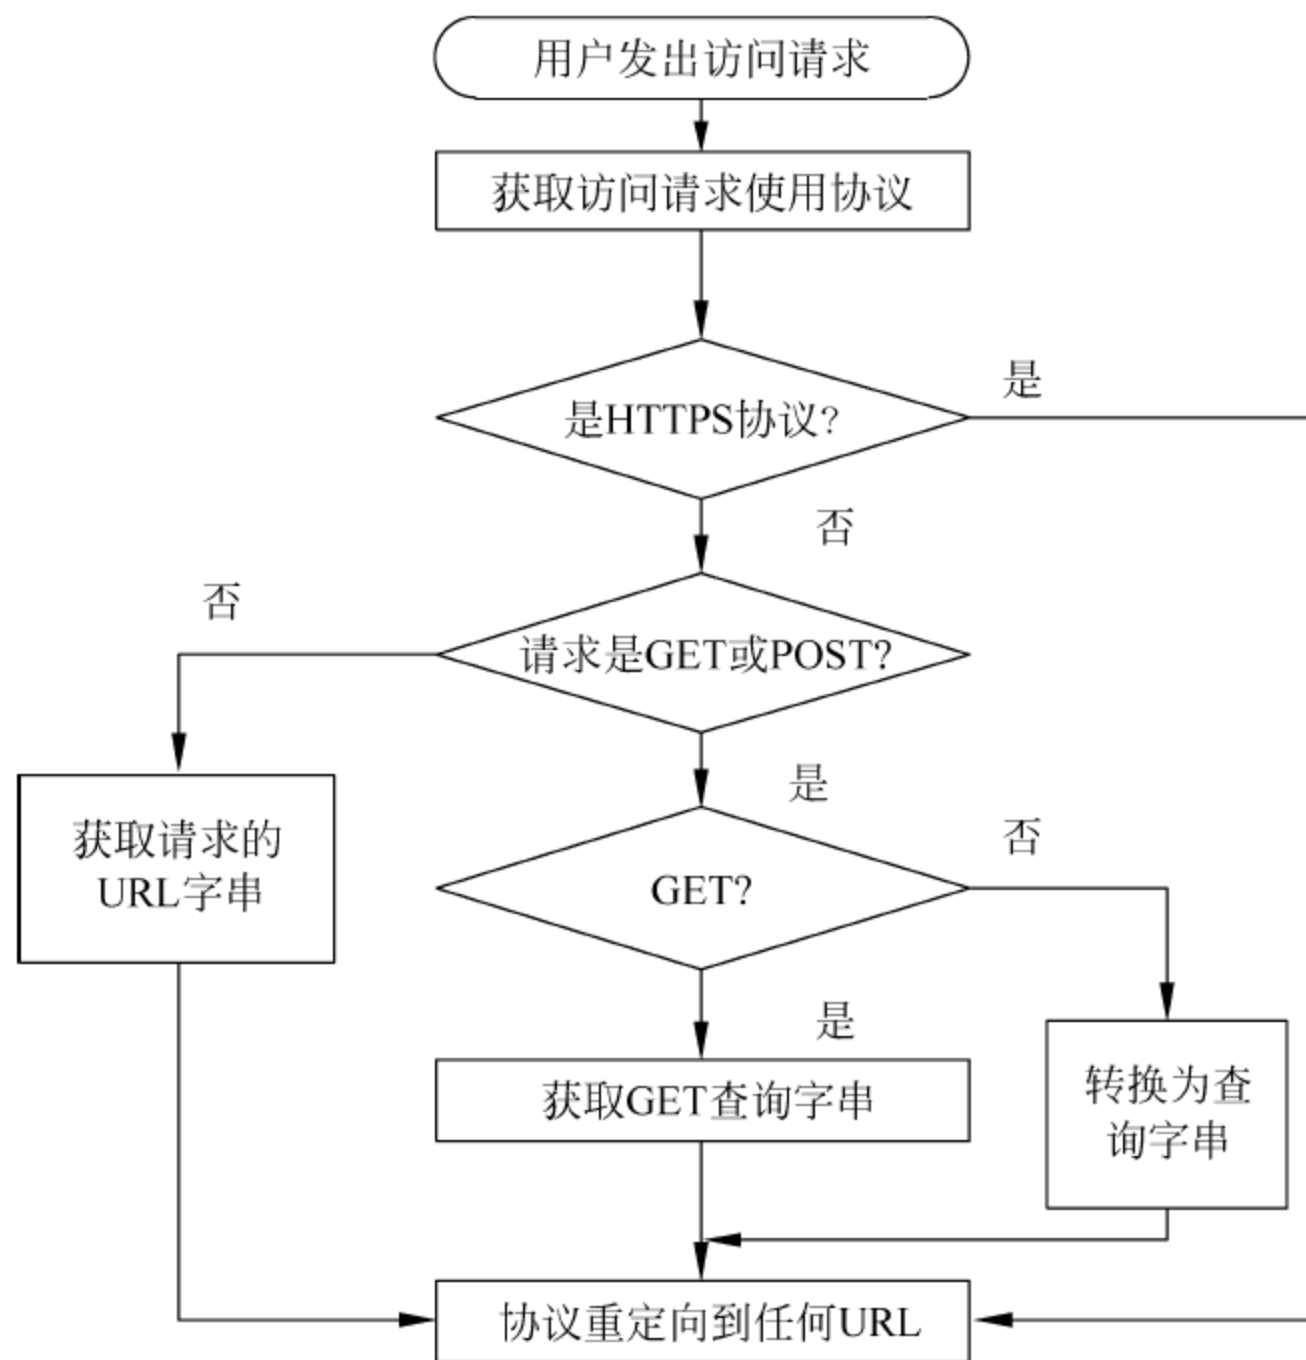 用户发出访问请求
获取访问请求使用协议
是HTTPS协议?
是
否
请求是GET或POST?
否
是
获取请求的
URL字串
GET?
否
是
获取GET查询字串
转换为查
询字串
协议重定向到任何URL